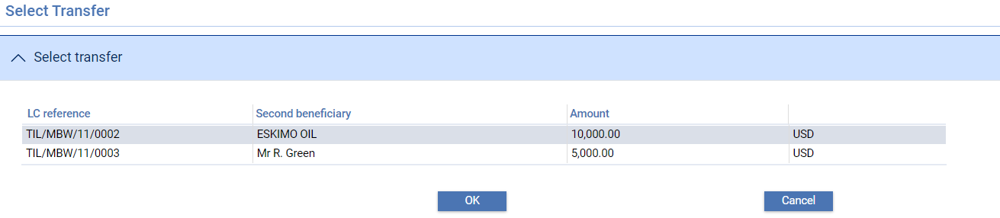 Select Transfer
Select transfer
LC reference Second beneficiary Amount
TIL/MBW/11/0002 ESKIMO OIL 10,000.00 USD
TIL/MBW/11/0003 Mr R. Green 5,000.00 USD
OK Cancel